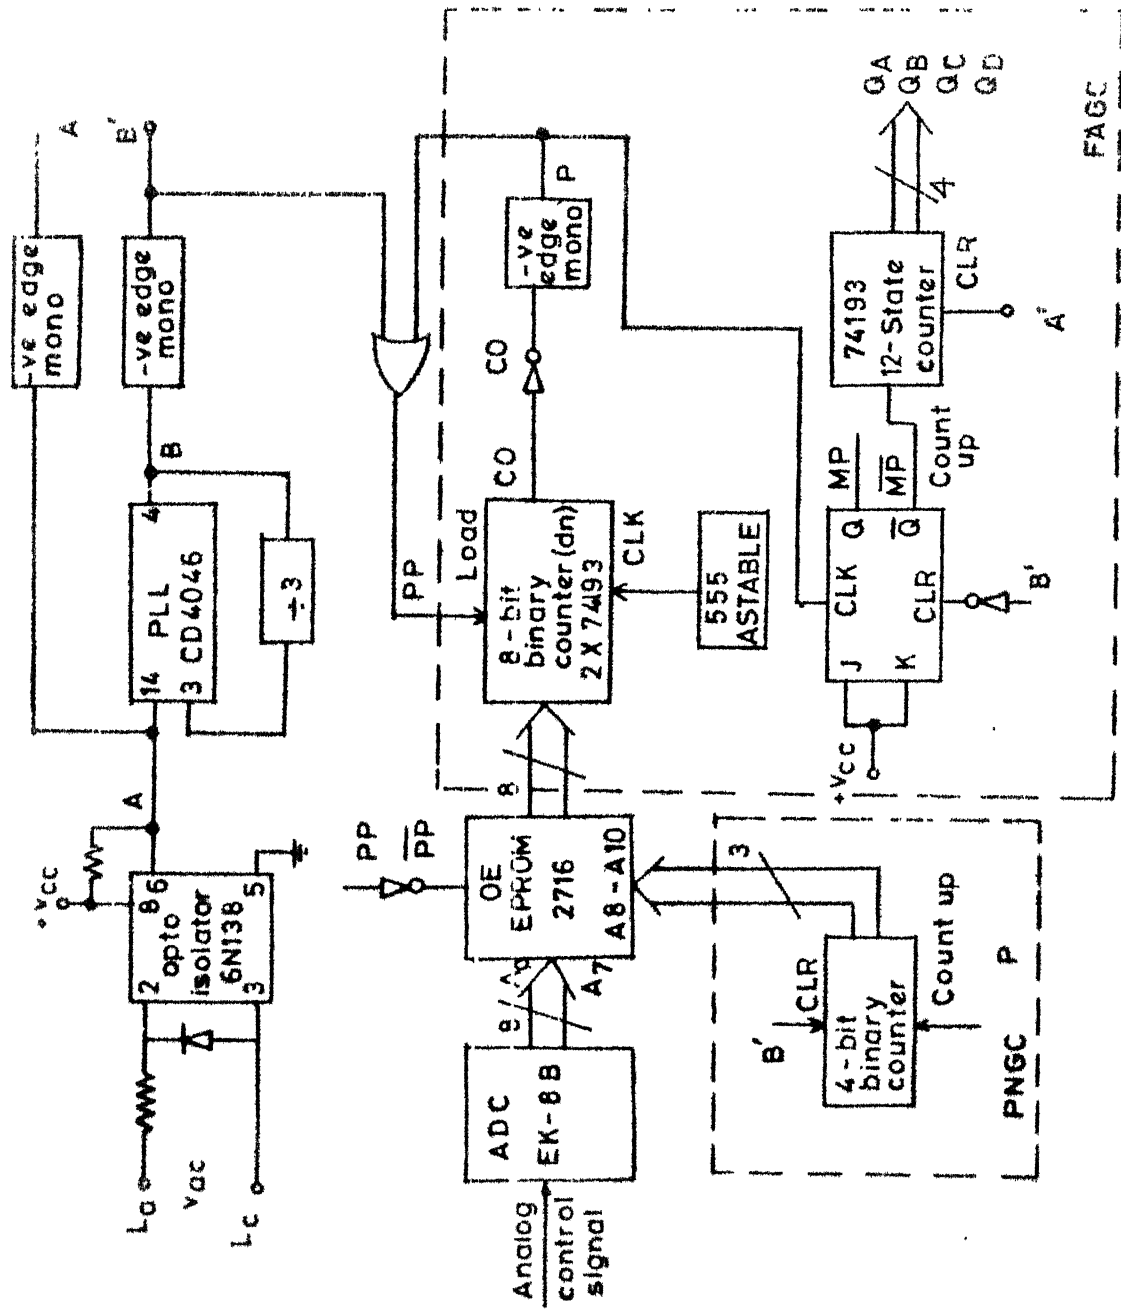 La
vac
Lc
+Vcc
2
8
6
opto
isolator
6N138
3
5
A
14
PLL
4
3
CD4046
÷3
B
-ve edge
mono
-ve edge
mono
A
B'
Analog
control
signal
ADC
EK-8B
8
A7
PP
PP
OE
EPROM
2716
A8-A10
8
PP
Load
8-bit
binary
counter(dn)
2X74193
CLK
555
ASTABLE
CO
CO
-ve
edge
mono
P
B'
CLR
4-bit
binary
counter
Count up
P
3
PNGC
+Vcc
J
CLK
Q
K
CLR
Q
B'
MP
MP
Count
up
74193
12-State
counter
CLR
A'
4
QA
QB
QC
QD
FAGC